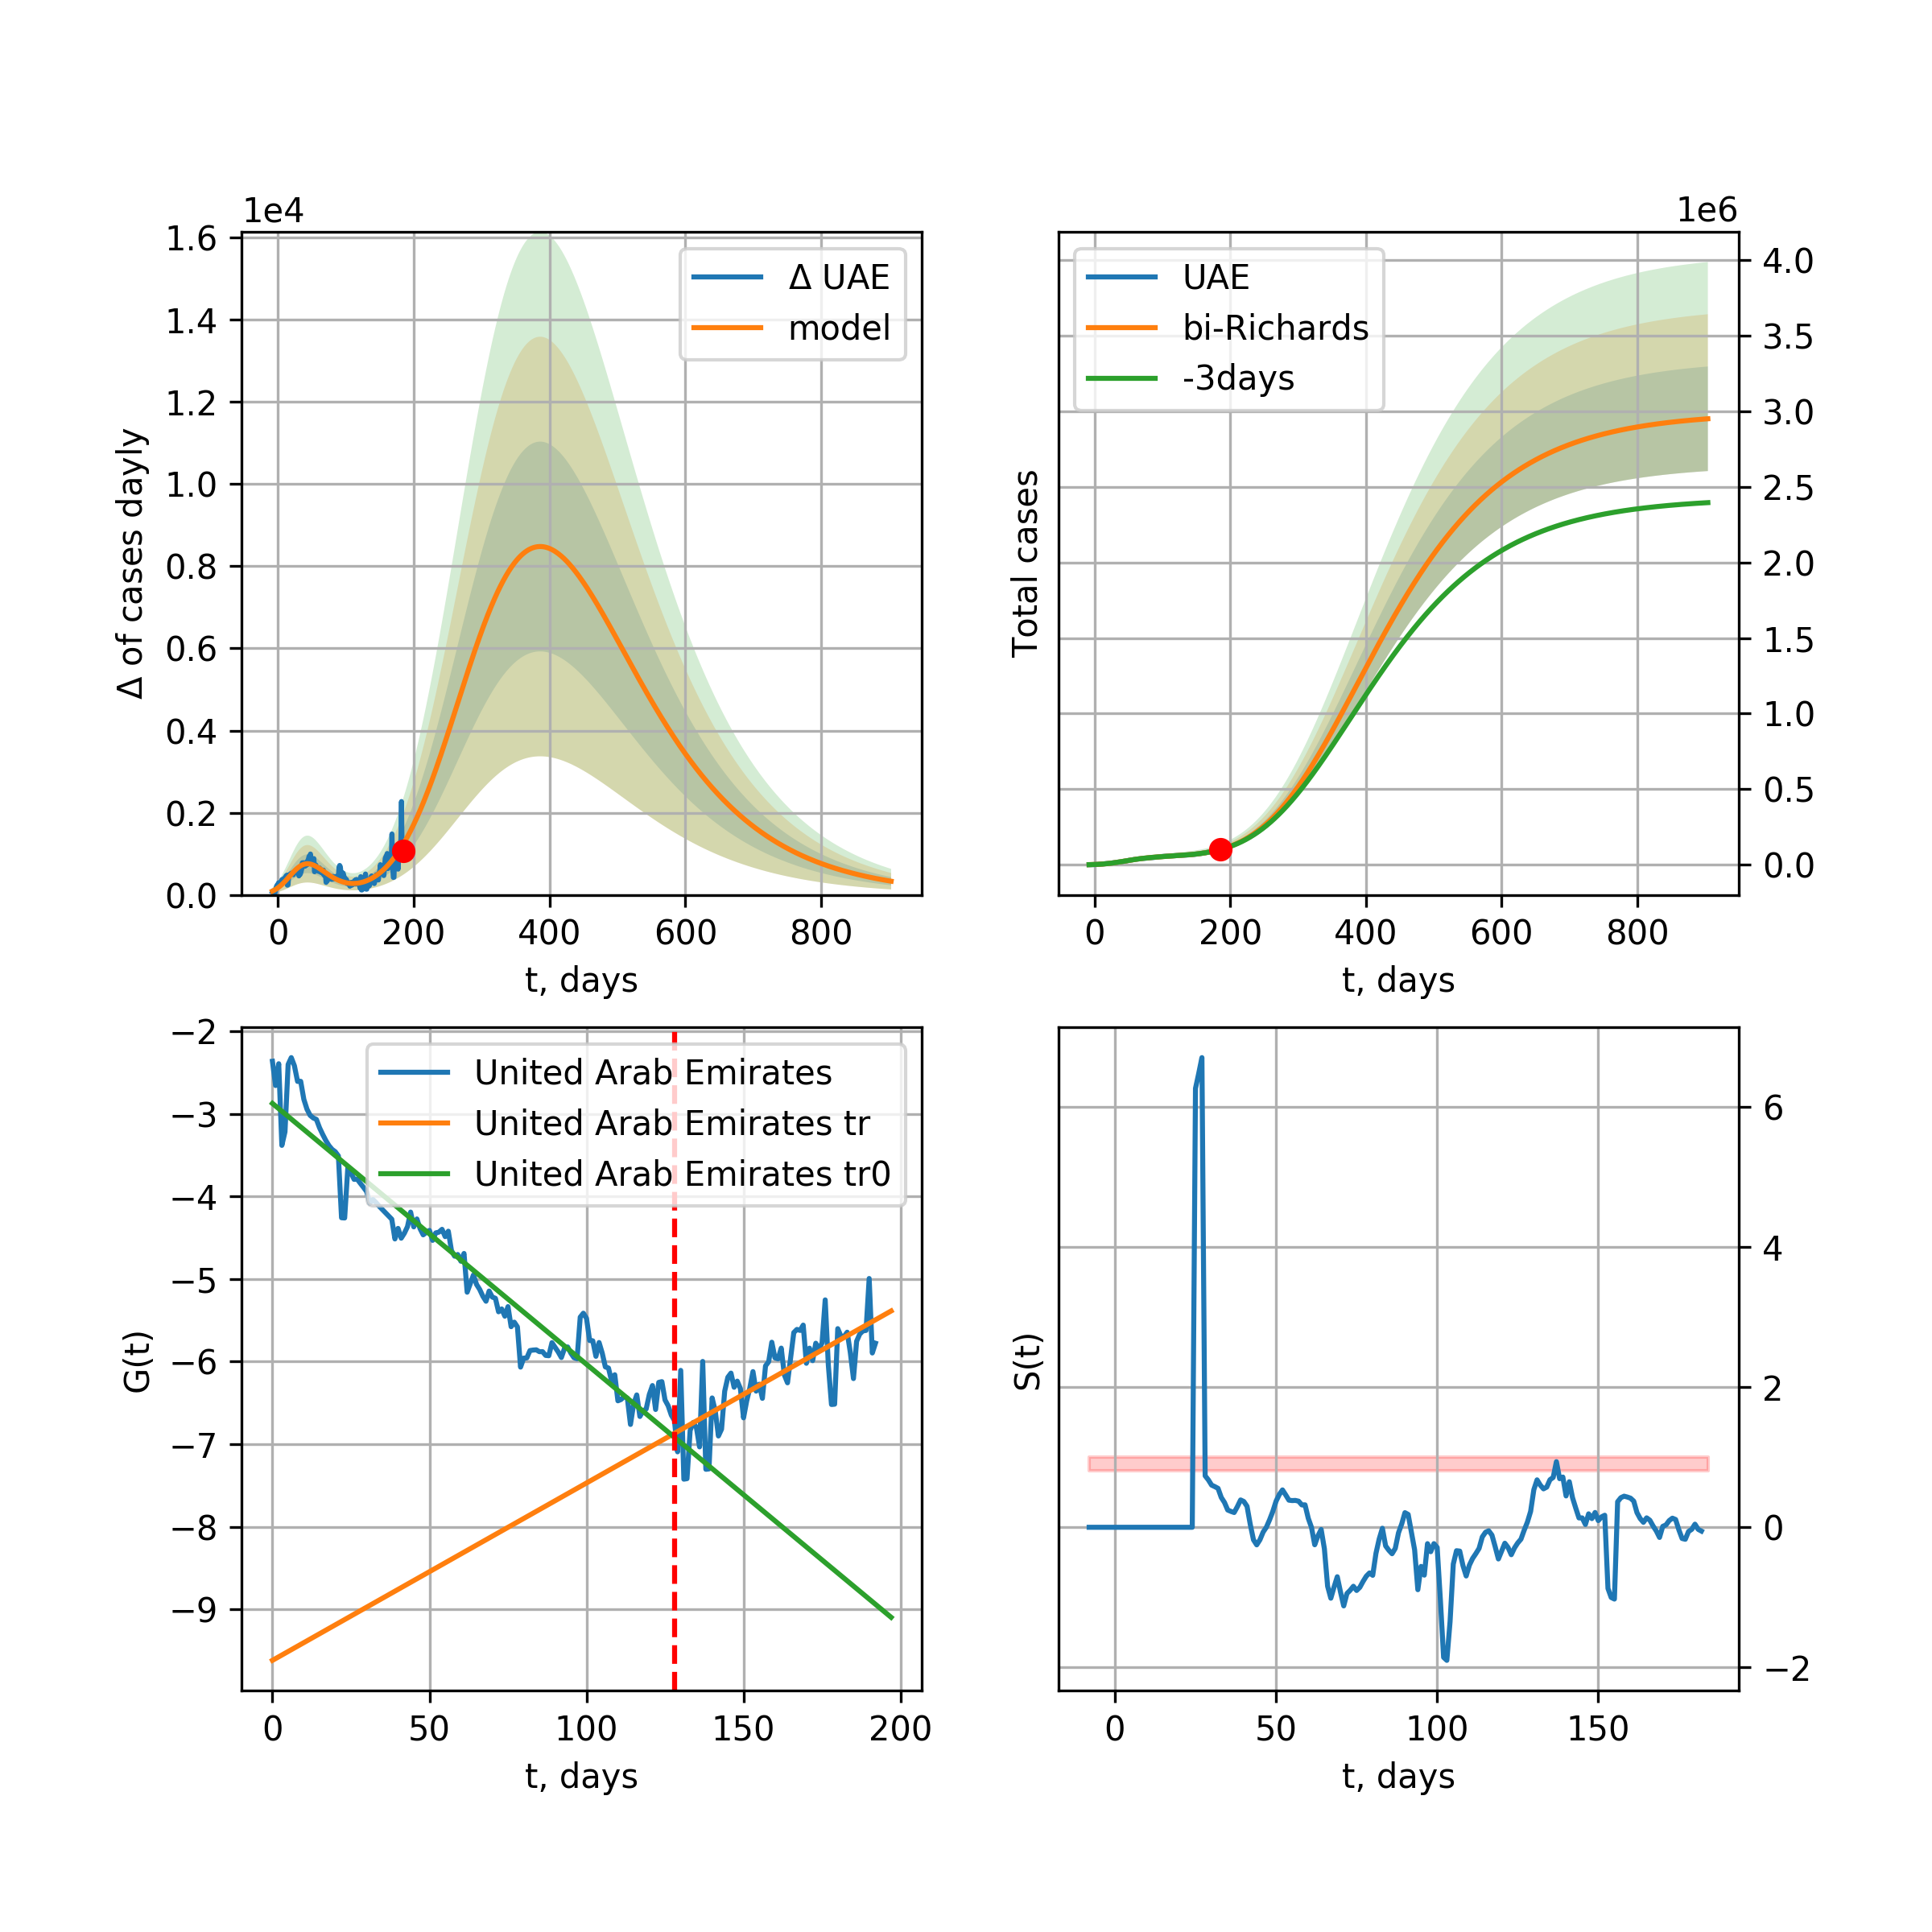 1e4
1.6
1.4
1.2
1.0
0.8
0.6
0.4
0.2
0.0
0 200 400 600 800
t, days
Δ of cases dayly
Δ UAE
model
1e6
4.0
3.5
3.0
2.5
2.0
1.5
1.0
0.5
0.0
0 200 400 600 800
t, days
Total cases
UAE
bi-Richards
-3days
−2
−3
−4
−5
−6
−7
−8
−9
0 50 100 150 200
t, days
G(t)
United Arab Emirates
United Arab Emirates tr
United Arab Emirates tr0
6
4
2
0
−2
0 50 100 150
t, days
S(t)